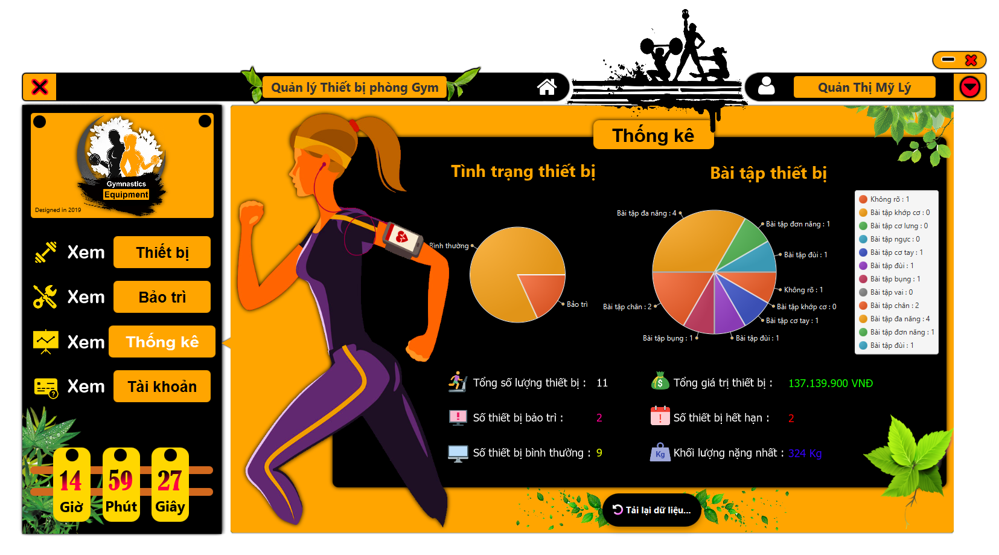 Quản lý Thiết bị phòng Gym
Quản Thị Mỹ Lý
Gymnastics
Equipment
Designed in 2019
Xem Thiết bị
Xem Bảo trì
Xem Thống kê
Xem Tài khoản
14 59 27
Giờ Phút Giây
Thống kê
Tình trạng thiết bị
Bình thường
Bảo trì
Bài tập thiết bị
Bài tập đa năng : 4
Bài tập đơn năng : 1
Bài tập đùi : 1
Không rõ : 1
Bài tập khớp cơ : 0
Bài tập cơ tay : 1
Bài tập đùi : 1
Bài tập bụng : 1
Bài tập chân : 2
Không rõ : 1
Bài tập khớp cơ : 0
Bài tập cơ lưng : 0
Bài tập ngực : 0
Bài tập cơ tay : 1
Bài tập đùi : 1
Bài tập bụng : 1
Bài tập vai : 0
Bài tập chân : 2
Bài tập đa năng : 4
Bài tập đơn năng : 1
Bài tập đùi : 1
Tổng số lượng thiết bị : 11
Tổng giá trị thiết bị : 137.139.900 VNĐ
Số thiết bị bảo trì : 2
Số thiết bị hết hạn : 2
Số thiết bị bình thường : 9
Kg
Khối lượng nặng nhất : 324 Kg
Tải lại dữ liệu...